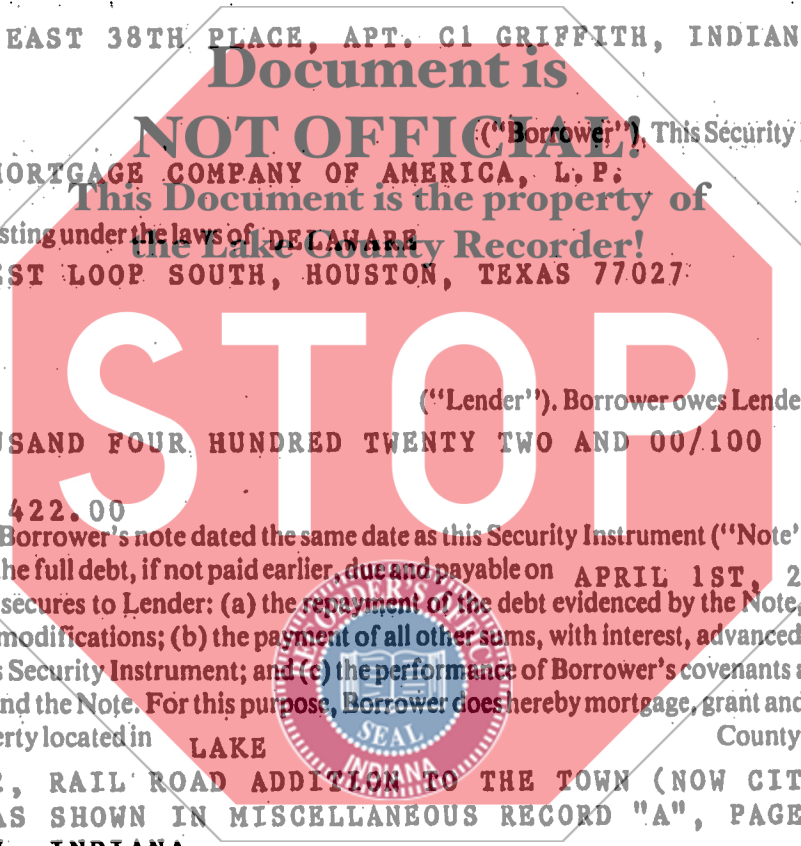 EAST 38TH PLACE, APT. C1 GRIFFITH, INDIAN
Document is
NOT OFFICIAL!
("Borrower"). This Security
ORTGAGE COMPANY OF AMERICA, L.P.
This Document is the property of
sting under the laws of DELAWARE
the Lake County Recorder!
ST LOOP SOUTH, HOUSTON, TEXAS 77027
STOP
("Lender"). Borrower owes Lende
USAND FOUR HUNDRED TWENTY TWO AND 00/100
422.00
Borrower's note dated the same date as this Security Instrument ("Note"
he full debt, if not paid earlier, due and payable on APRIL 1ST, 2
secures to Lender: (a) the repayment of the debt evidenced by the Note,
modifications; (b) the payment of all other sums, with interest, advanced
s Security Instrument; and (c) the performance of Borrower's covenants a
nd the Note. For this purpose, Borrower does hereby mortgage, grant and
erty located in LAKE County
RECORDER'S OFFICE
SEAL
INDIANA
, RAIL ROAD ADDITION TO THE TOWN (NOW CIT
AS SHOWN IN MISCELLANEOUS RECORD "A", PAGE
INDIANA